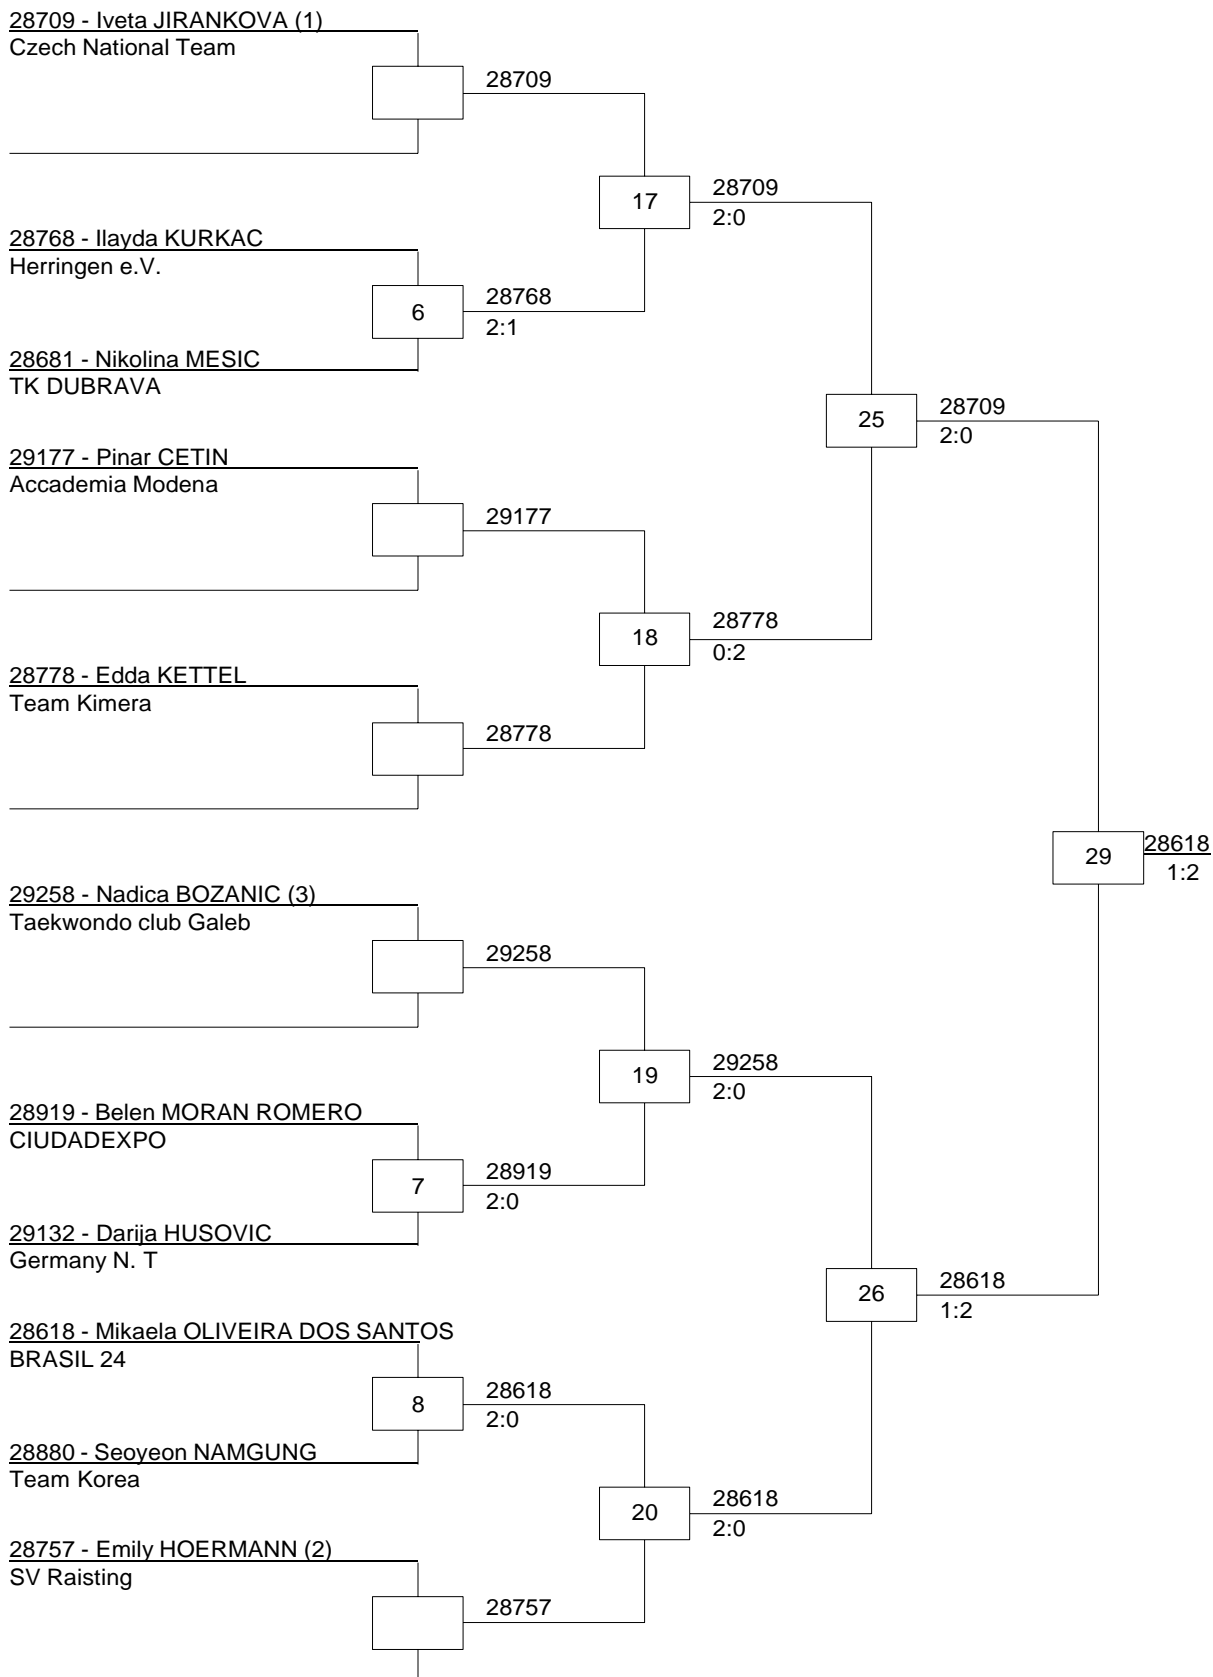 28709 - Iveta JIRANKOVA (1)
Czech National Team
28709
17
28709
2:0
28768 - Ilayda KURKAC
Herringen e.V.
6
28768
2:1
28681 - Nikolina MESIC
TK DUBRAVA
25
28709
2:0
29177 - Pinar CETIN
Accademia Modena
29177
18
28778
0:2
28778 - Edda KETTEL
Team Kimera
28778
29
28618
1:2
29258 - Nadica BOZANIC (3)
Taekwondo club Galeb
29258
19
29258
2:0
28919 - Belen MORAN ROMERO
CIUDADEXPO
7
28919
2:0
29132 - Darija HUSOVIC
Germany N. T
26
28618
1:2
28618 - Mikaela OLIVEIRA DOS SANTOS
BRASIL 24
8
28618
2:0
28880 - Seoyeon NAMGUNG
Team Korea
20
28618
2:0
28757 - Emily HOERMANN (2)
SV Raisting
28757